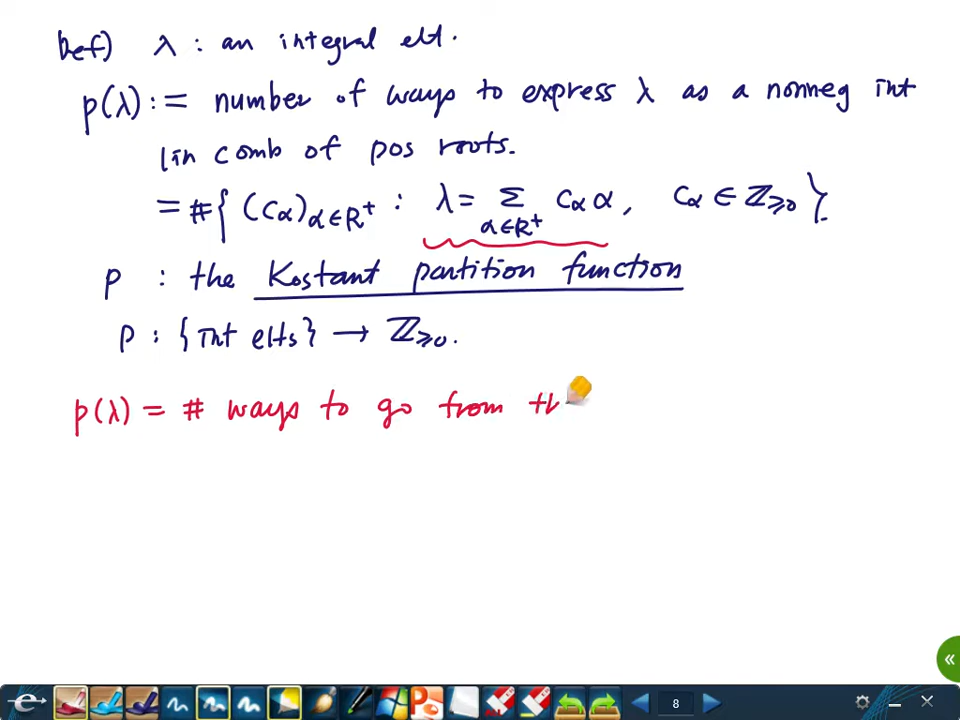 Def) λ : an integral elt.
p(λ) := number of ways to express λ as a nonneg int
lin comb of pos roots.
= #{ (cα)α∈R⁺ : λ = Σα∈R⁺ cα α, cα ∈ ℤ≥0 }.
p : the Kostant partition function
p : {int elts} → ℤ≥0.
p(λ) = # ways to go from th
8